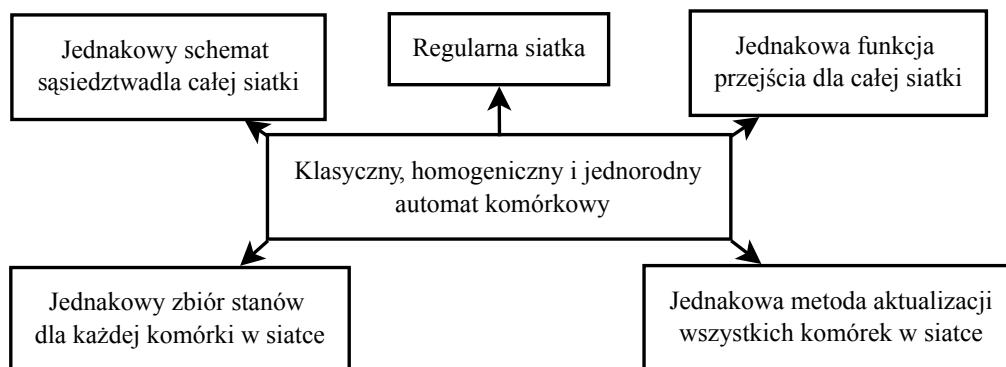 Jednakowy schemat
sąsiedztwadla całej siatki
Regularna siatka
Jednakowa funkcja
przejścia dla całej siatki
Klasyczny, homogeniczny i jednorodny
automat komórkowy
Jednakowy zbiór stanów
dla każdej komórki w siatce
Jednakowa metoda aktualizacji
wszystkich komórek w siatce